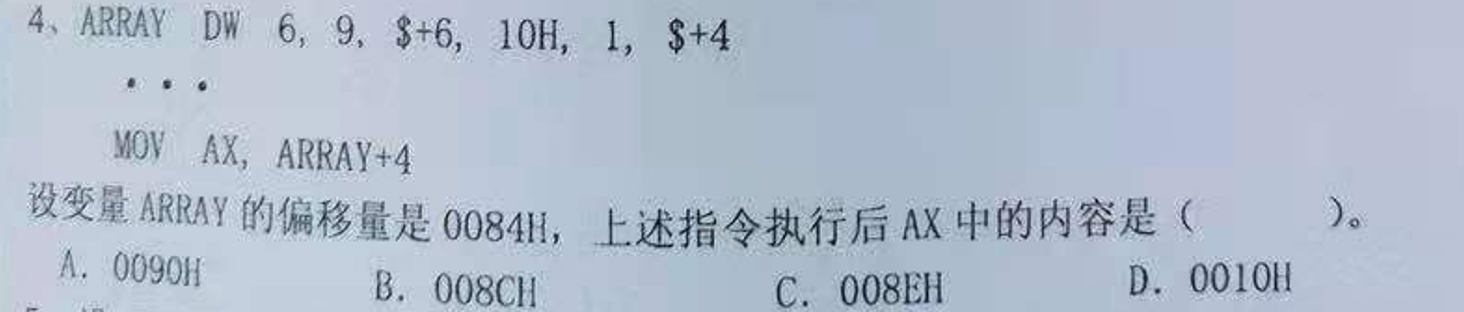 4、ARRAY DW 6, 9, $+6, 10H, 1, $+4
• • •
MOV AX, ARRAY+4
设变量 ARRAY 的偏移量是 0084H, 上述指令执行后 AX 中的内容是 ( )。
A. 0090H B. 008CH C. 008EH D. 0010H